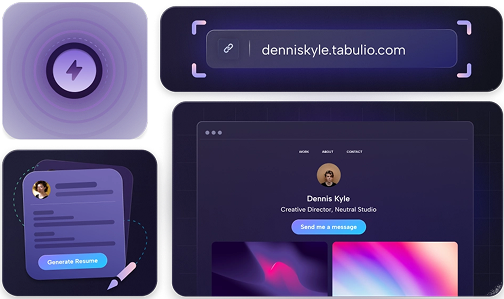 denniskyle.tabulio.com
WORK ABOUT CONTACT
Dennis Kyle
Creative Director, Neutral Studio
Send me a message
Generate Resume